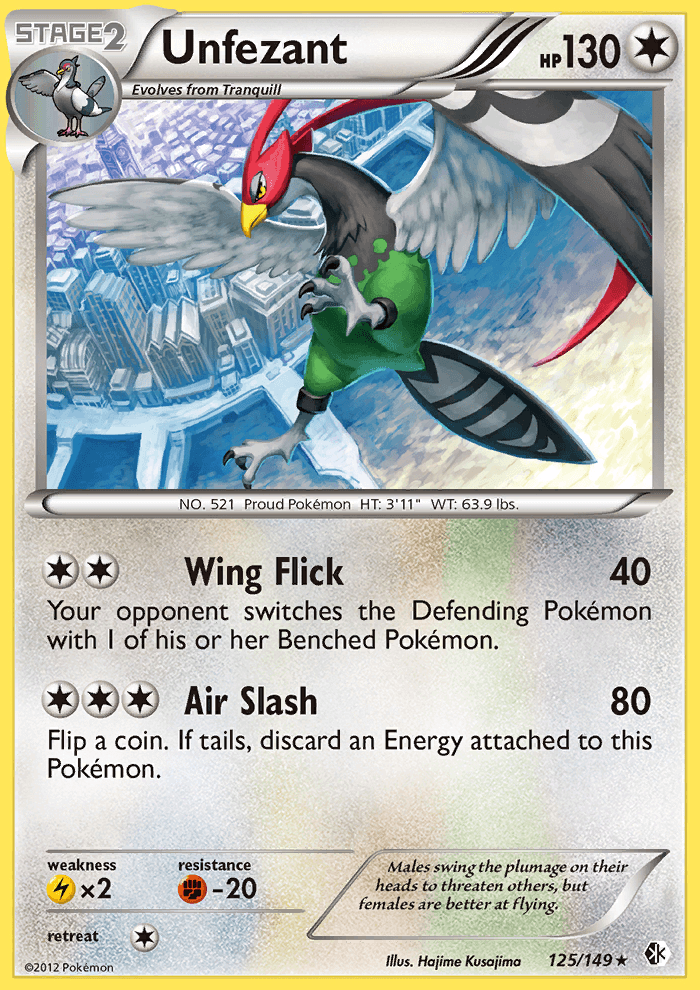 STAGE2
Unfezant
HP130
Evolves from Tranquill
NO. 521 Proud Pokémon HT: 3'11" WT: 63.9 lbs.
Wing Flick 40
Your opponent switches the Defending Pokémon
with 1 of his or her Benched Pokémon.
Air Slash 80
Flip a coin. If tails, discard an Energy attached to this
Pokémon.
weakness resistance
×2 -20
retreat
Males swing the plumage on their
heads to threaten others, but
females are better at flying.
©2012 Pokémon
Illus. Hajime Kusajima 125/149★